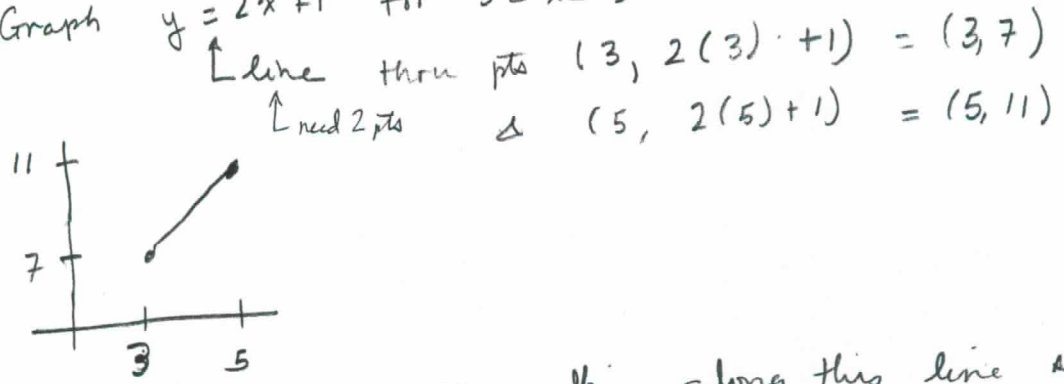 Graph y = 2x+1
line thru pts (3, 2(3)+1) = (3,7)
need 2 pts & (5, 2(5)+1) = (5,11)
11
7
3 5
this line